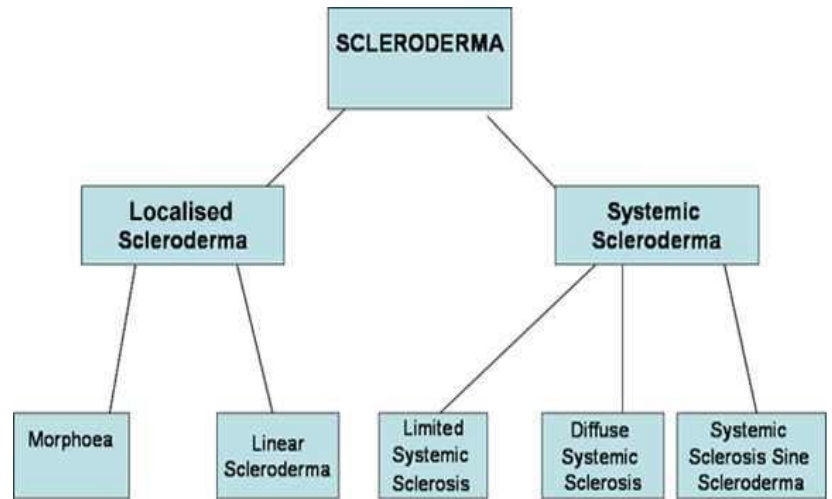 SCLERODERMA
Localised
Scleroderma
Systemic
Scleroderma
Morphoea
Linear
Scleroderma
Limited
Systemic
Sclerosis
Diffuse
Systemic
Sclerosis
Systemic
Sclerosis Sine
Scleroderma